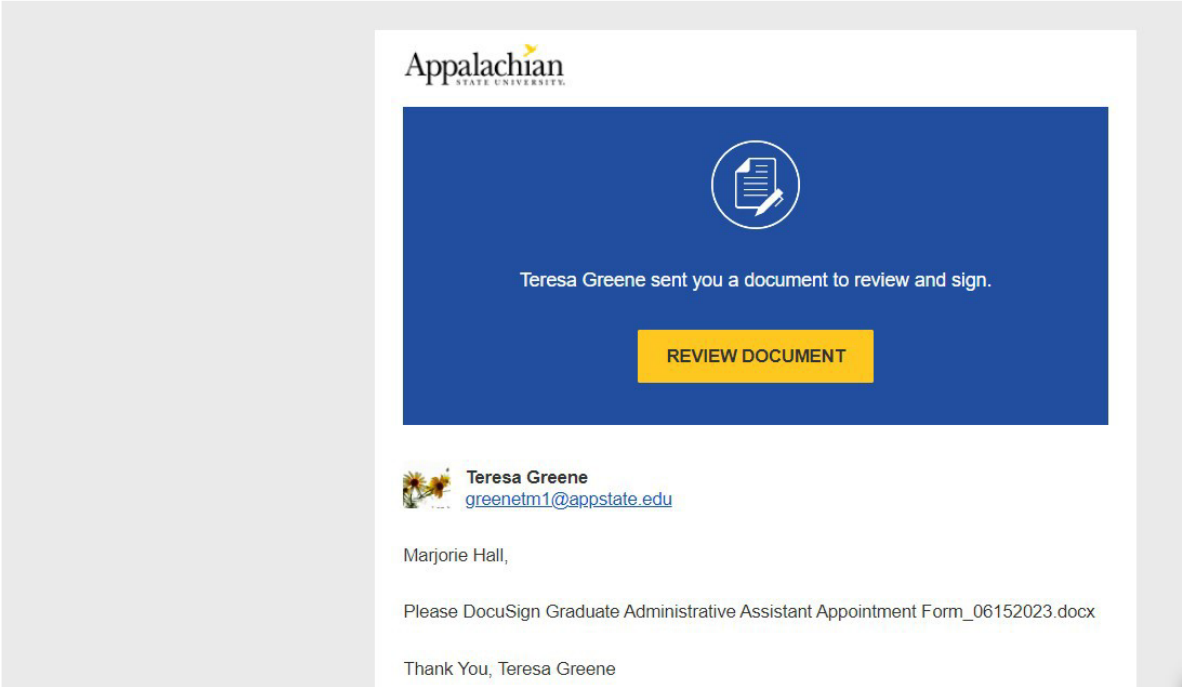 Appalachian
STATE UNIVERSITY.
Teresa Greene sent you a document to review and sign.
REVIEW DOCUMENT
Teresa Greene
greenetm1@appstate.edu
Marjorie Hall,
Please DocuSign Graduate Administrative Assistant Appointment Form_06152023.docx
Thank You, Teresa Greene